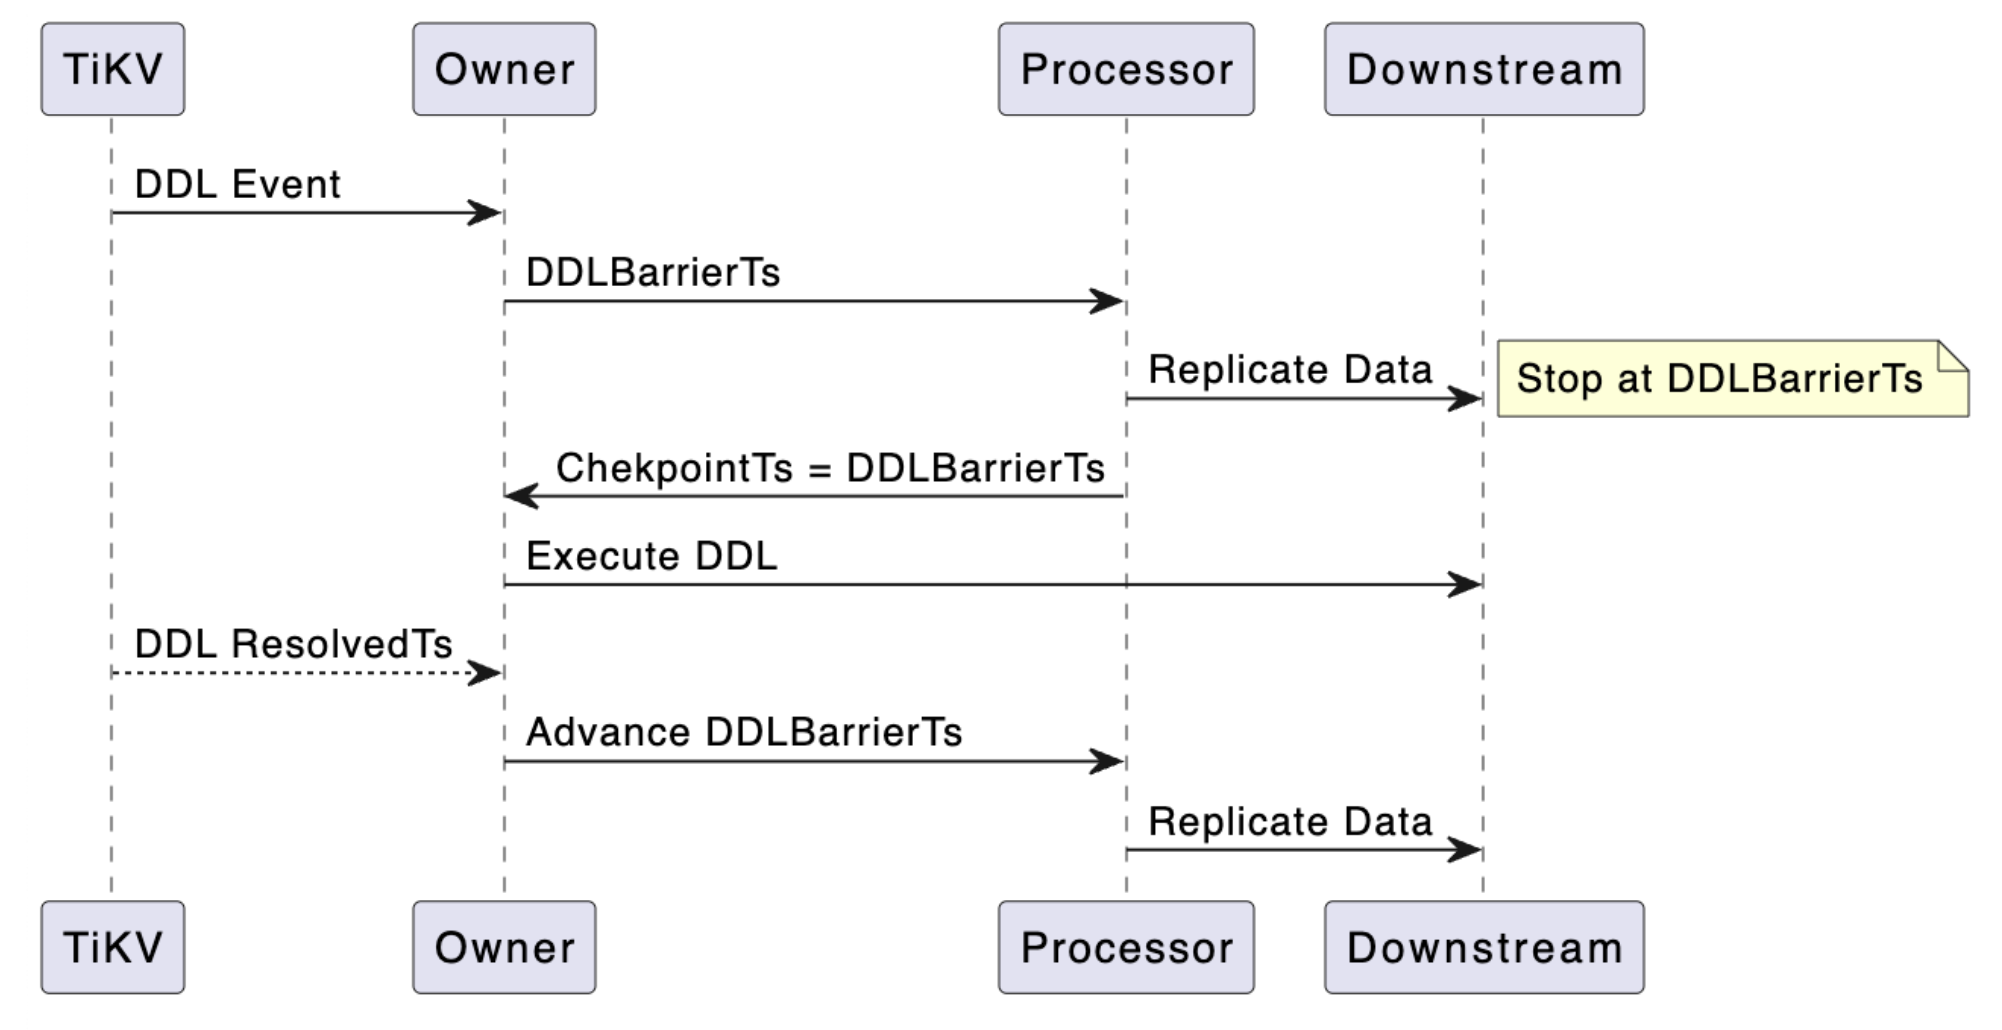 TiKV
Owner
Processor
Downstream
DDL Event
DDLBarrierTs
Replicate Data
Stop at DDLBarrierTs
ChekpointTs = DDLBarrierTs
Execute DDL
DDL ResolvedTs
Advance DDLBarrierTs
Replicate Data
TiKV
Owner
Processor
Downstream